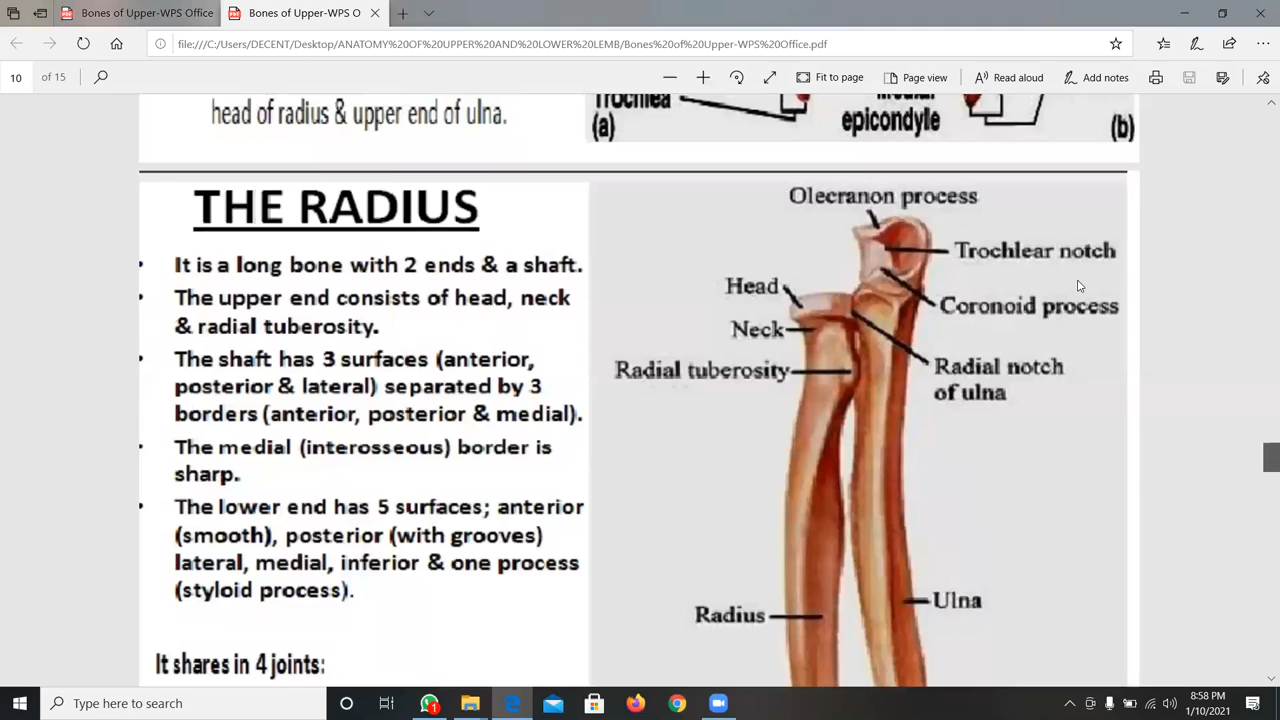 Bones of Upper-WPS Office
Bones of Upper-WPS O
file:///C:/Users/DECENT/Desktop/ANATOMY%20OF%20UPPER%20AND%20LOWER%20LEMB/Bones%20of%20Upper-WPS%20Office.pdf
10 of 15
Fit to page
Page view
Read aloud
Add notes
head of radius & upper end of ulna.
Trochlea
(a)
Medial
epicondyle
(b)
THE RADIUS
It is a long bone with 2 ends & a shaft.
The upper end consists of head, neck
& radial tuberosity.
The shaft has 3 surfaces (anterior,
posterior & lateral) separated by 3
borders (anterior, posterior & medial).
The medial (interosseous) border is
sharp.
The lower end has 5 surfaces; anterior
(smooth), posterior (with grooves)
lateral, medial, inferior & one process
(styloid process).
It shares in 4 joints:
Olecranon process
Trochlear notch
Head
Coronoid process
Neck
Radial tuberosity
Radial notch
of ulna
Ulna
Radius
Type here to search
1
8:58 PM
1/10/2021